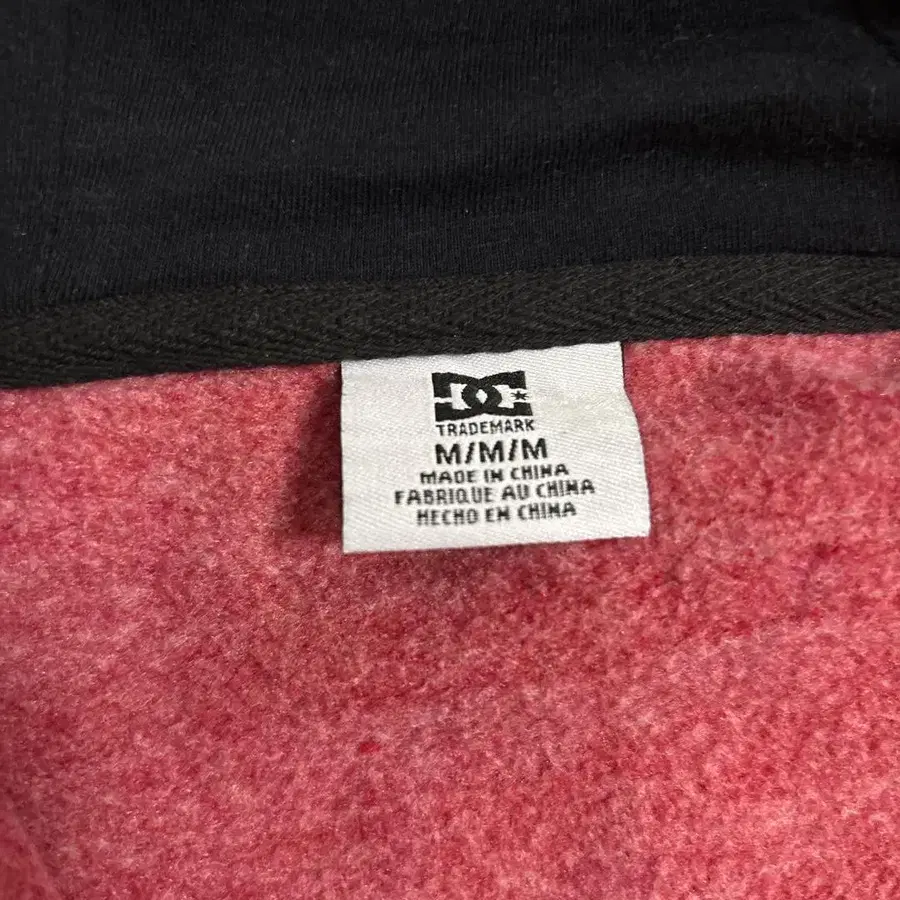 DC
TRADEMARK
M/M/M
MADE IN CHINA
FABRIQUE AU CHINA
HECHO EN CHINA